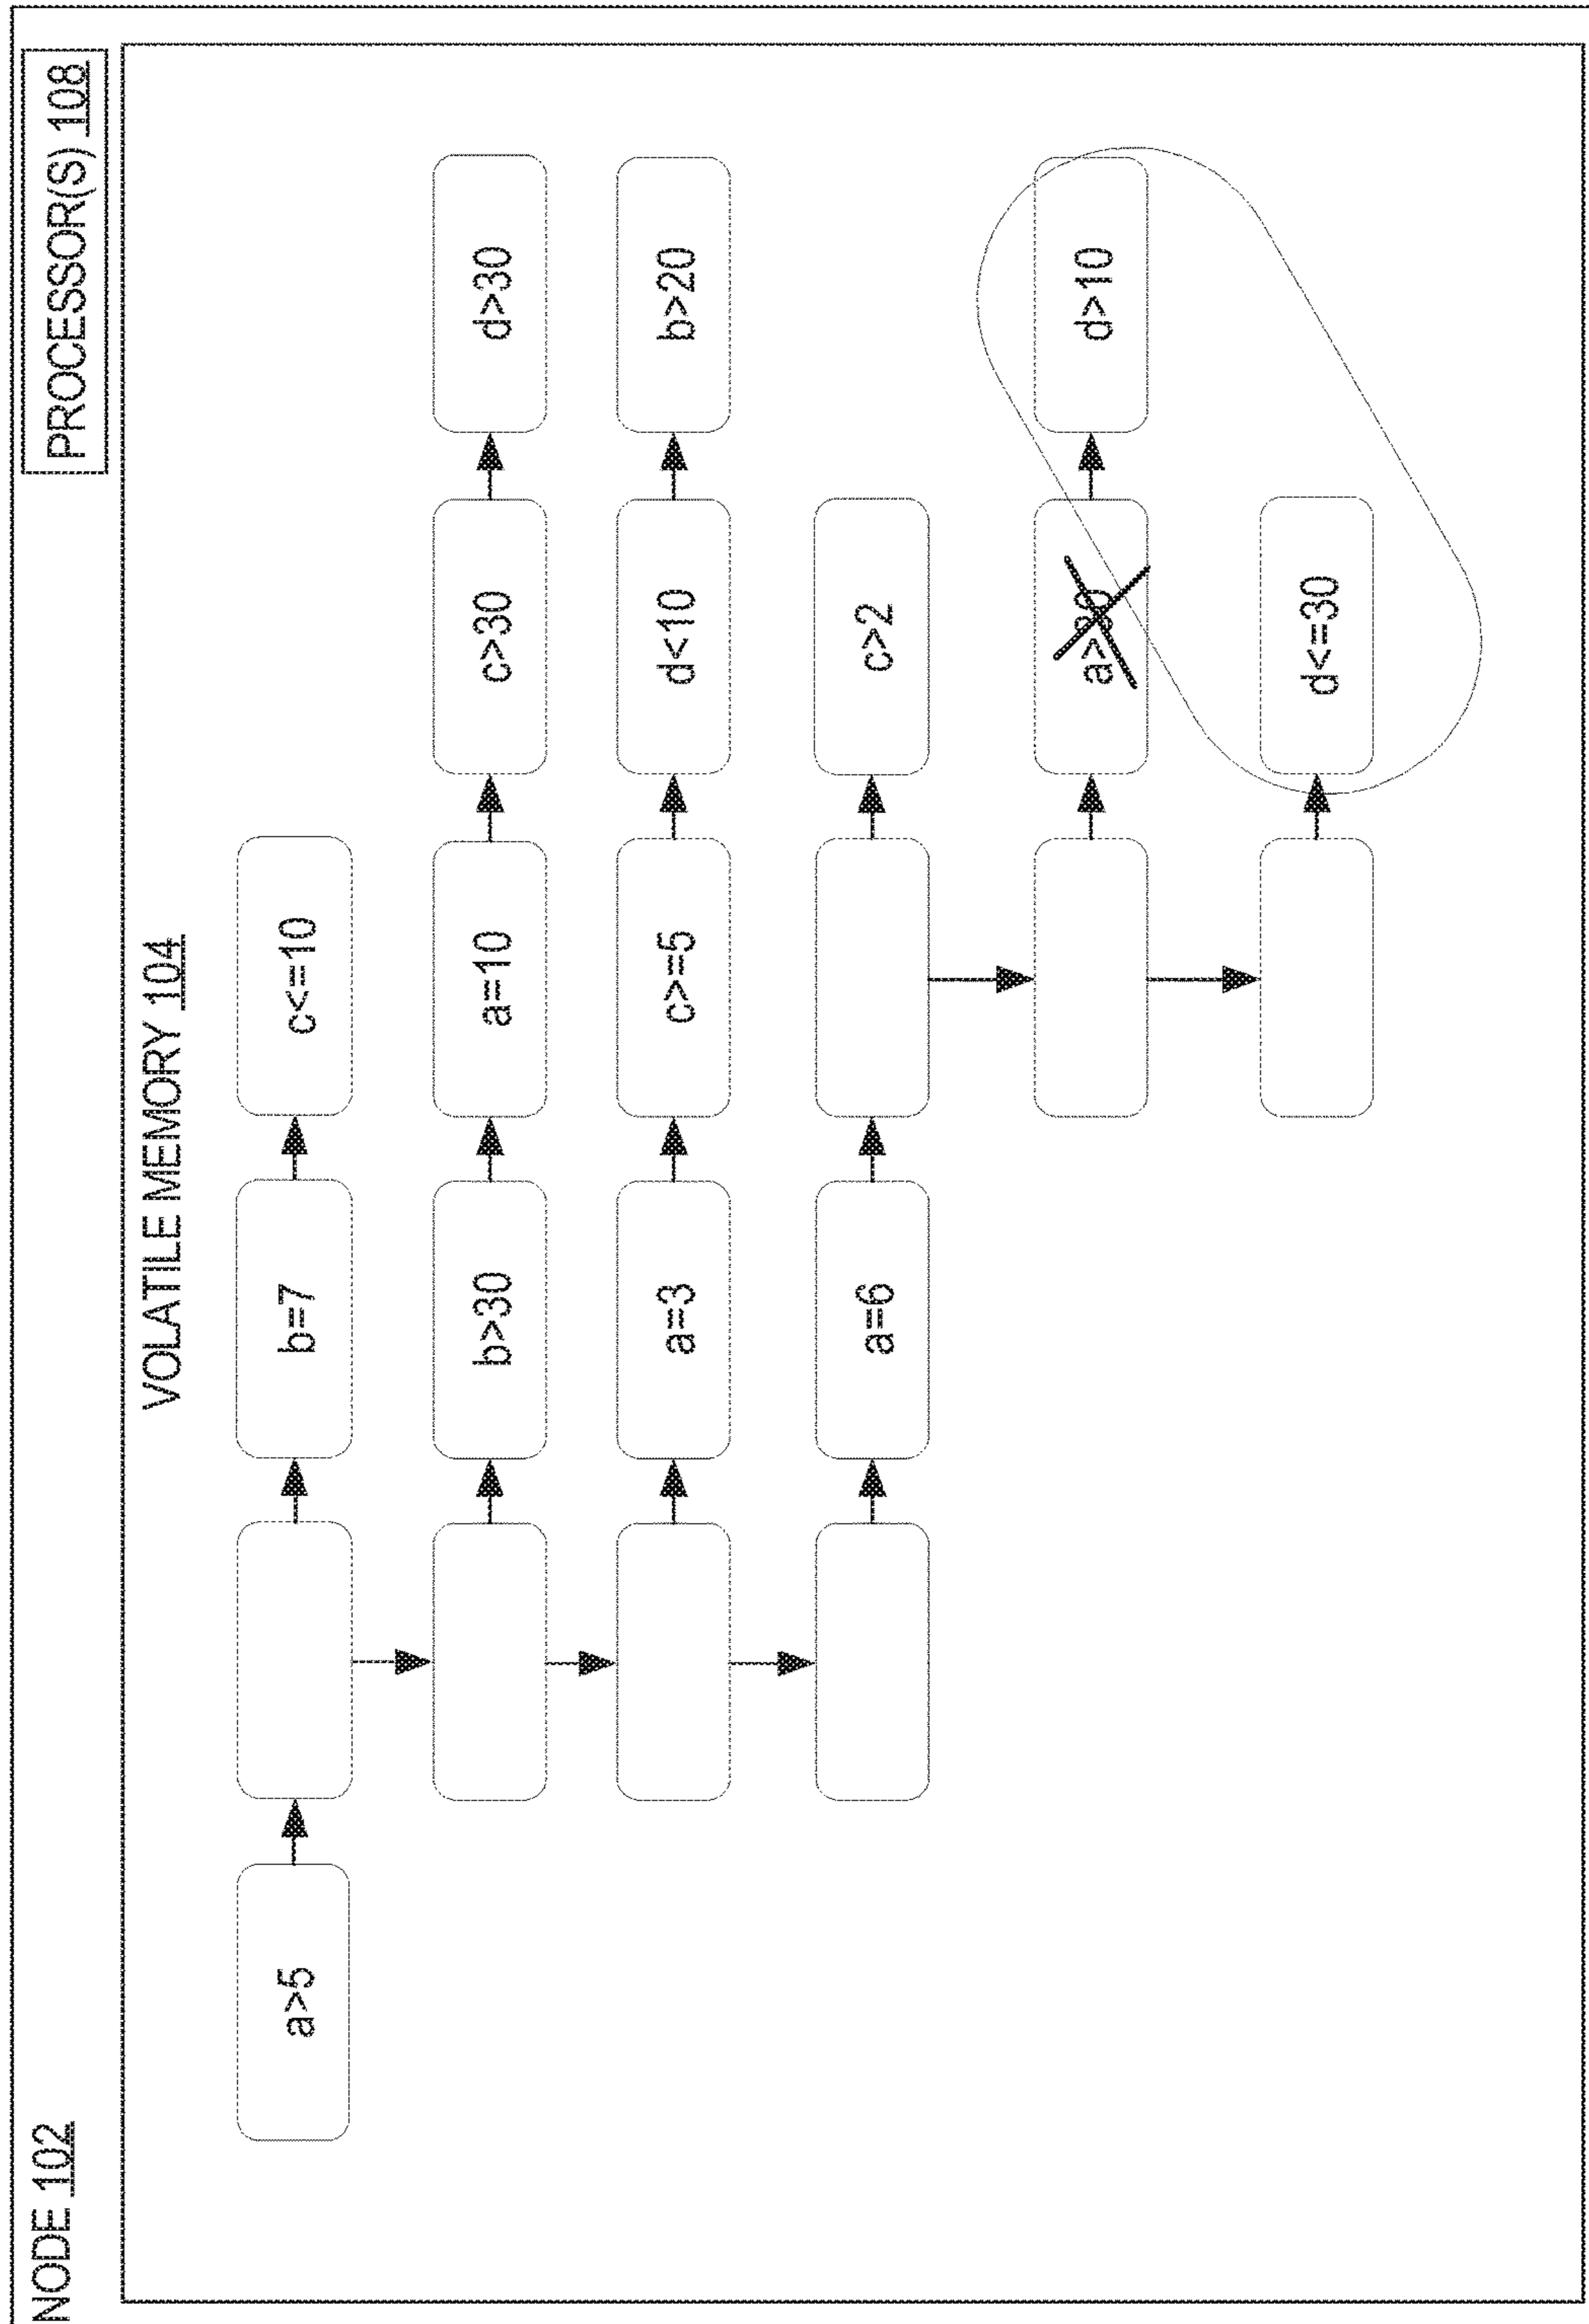 NODE 102
PROCESSOR(S) 108
VOLATILE MEMORY 104
a>5
b=7
c<=10
b>30
a=10
c>30
d>30
a=3
c>=5
d<10
b>20
a=6
c>2
a>30
d>10
d<=30